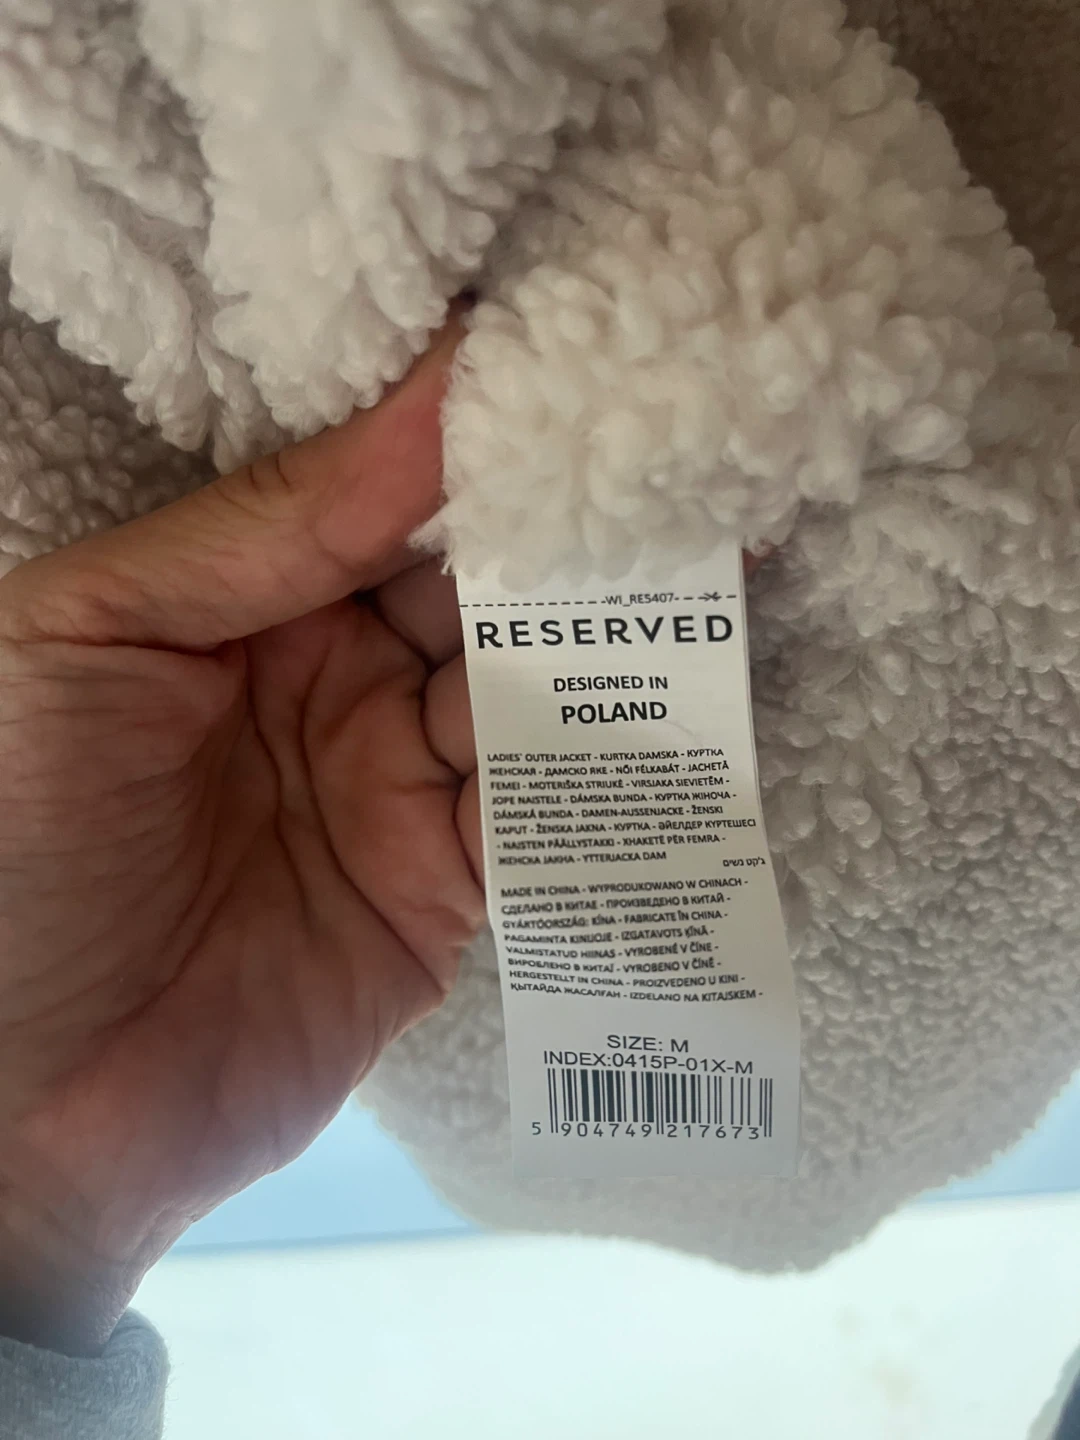 -WI_RE5407-
RESERVED
DESIGNED IN
POLAND
LADIES' OUTER JACKET - KURTKA DAMSKA - КУРТКА
ЖЕНСКАЯ - ДАМСКО ЯКЕ - NŐI FÉLKABÁT - JACHETĂ
FEMEI - MOTERIŠKA STRIUKĖ - VIRSJAKA SIEVIETĒM -
JOPE NAISTELE - DÁMSKA BUNDA - КУРТКА ЖІНОЧА -
DÁMSKÁ BUNDA - DAMEN-AUSSENJACKE - ŽENSKI
KAPUT - ŽENSKA JAKNA - КУРТКА - ӘЙЕЛДЕР КҮРТЕШЕСІ
- NAISTEN PÄÄLLYSTAKKI - XHAKETË PËR FEMRA -
ЖЕНСКА ЈАКНА - YTTERJACKA DAM
ג'קט נשים
MADE IN CHINA - WYPRODUKOWANO W CHINACH -
СДЕЛАНО В КИТАЕ - ПРОИЗВЕДЕНО В КИТАЙ -
GYÁRTÓORSZÁG: KÍNA - FABRICATE ÎN CHINA -
PAGAMINTA KINIJOJE - IZGATAVOTS ĶĪNĀ -
VALMISTATUD HIINAS - VYROBENÉ V ČÍNE -
ВИРОБЛЕНО В КИТАЇ - VYROBENO V ČÍNĚ -
HERGESTELLT IN CHINA - PROIZVEDENO U KINI -
ҚЫТАЙДА ЖАСАЛҒАН - IZDELANO NA KITAJSKEM -
SIZE: M
INDEX:0415P-01X-M
5 904749 217673